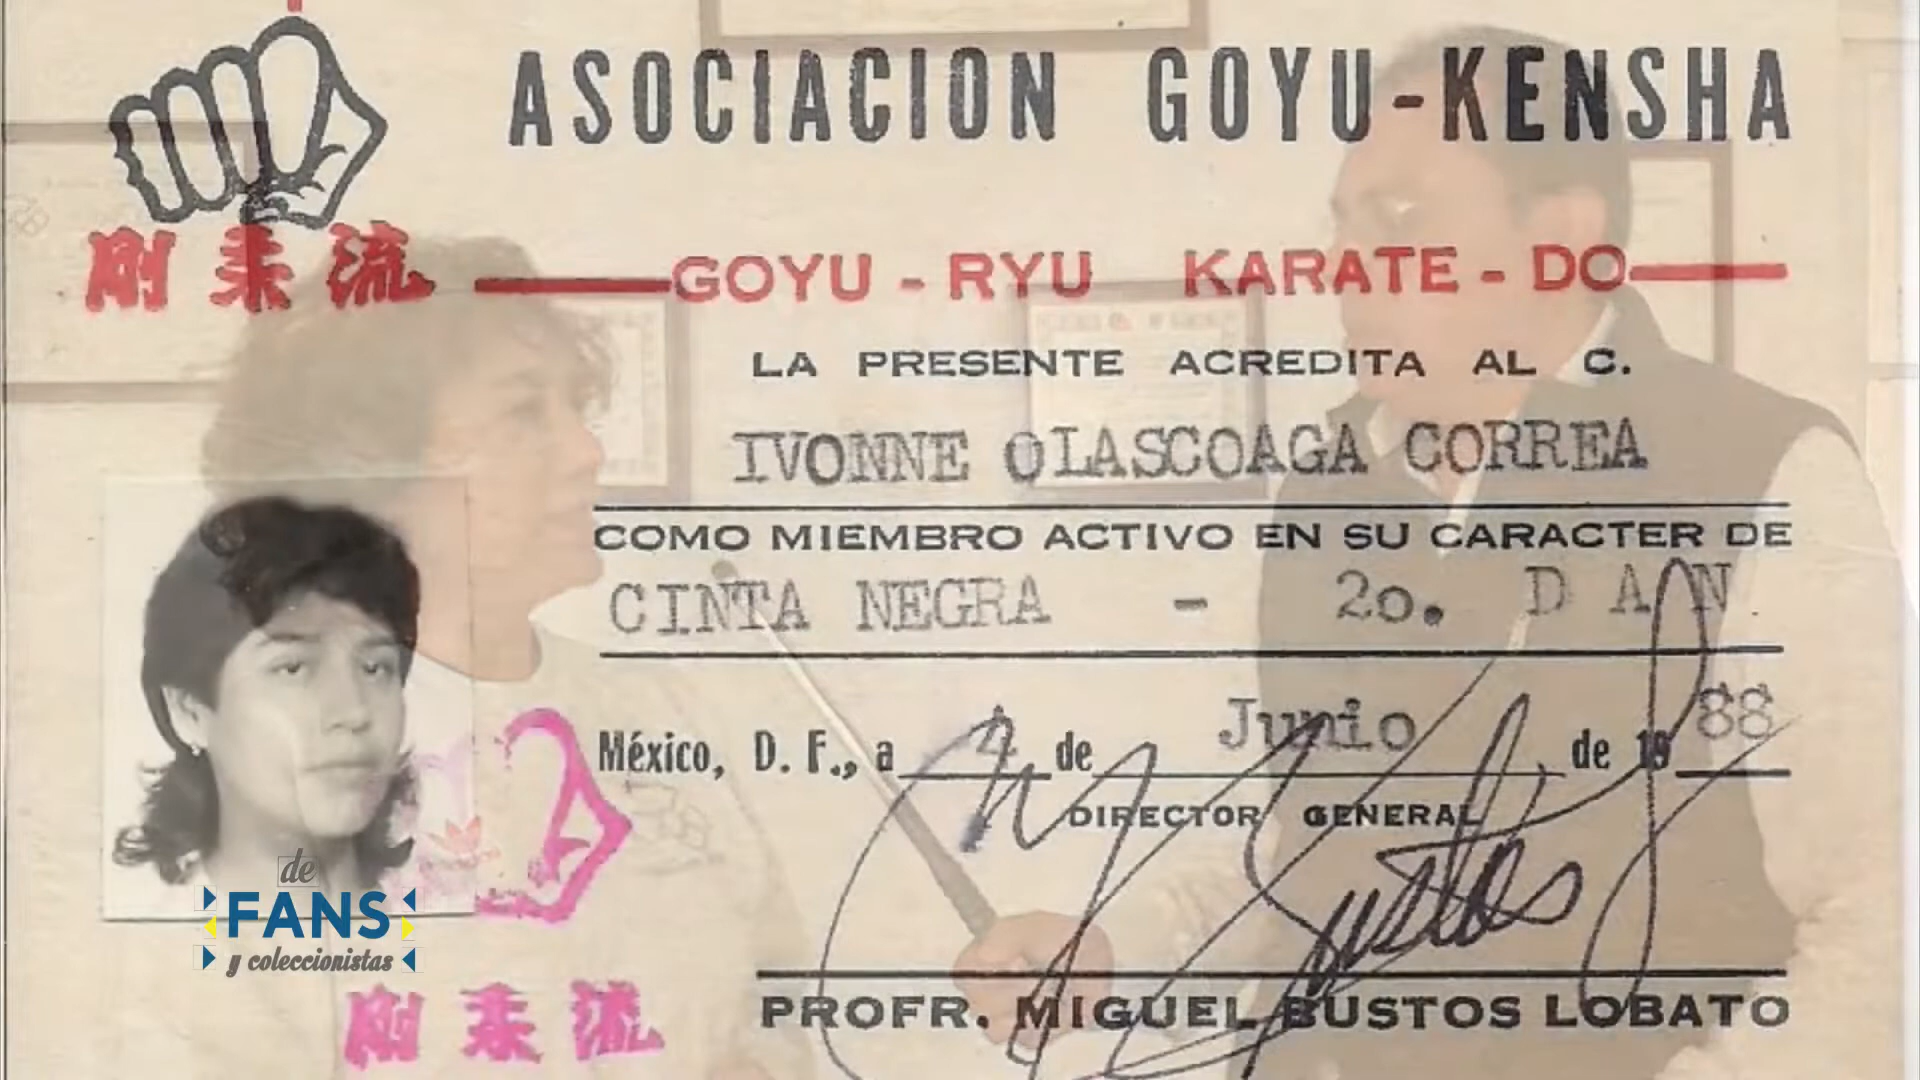 ASOCIACION GOYU-KENSHA
剛柔流
GOYU-RYU KARATE-DO
LA PRESENTE ACREDITA AL C.
IVONNE OLASCOAGA CORREA
COMO MIEMBRO ACTIVO EN SU CARACTER DE
CINTA NEGRA - 2o. DAN
México, D. F., a 4 de Junio, de 1988
DIRECTOR GENERAL
Bustos
PROFR. MIGUEL BUSTOS LOBATO
de
FANS
y coleccionistas
剛柔流